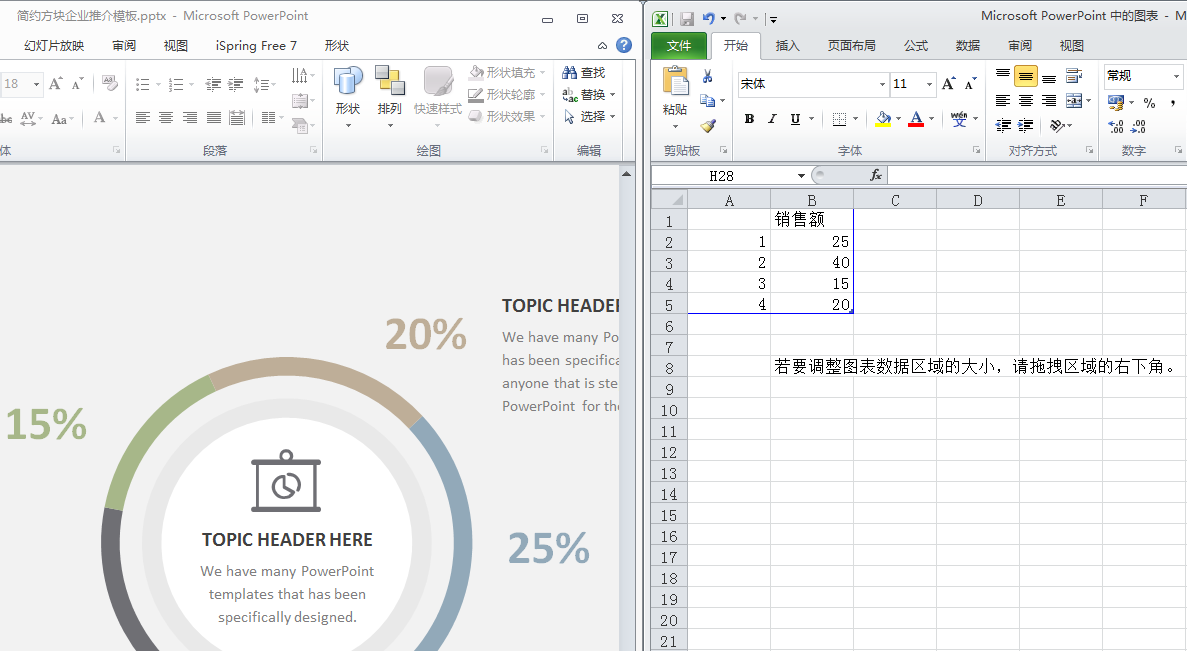 简约方块企业推介模板.pptx - Microsoft PowerPoint
幻灯片放映 审阅 视图 iSpring Free 7 形状
18 A A
abc AV Aa A
形状 排列 快速样式
形状填充
形状轮廓
形状效果
查找
替换
选择
体 段落 绘图 编辑
20%
15%
25%
TOPIC HEADER HERE
We have many PowerPoint
templates that has been
specifically designed.
TOPIC HEADE
We have many Po
has been specifica
anyone that is ste
PowerPoint for the
Microsoft PowerPoint 中的图表 - M
文件 开始 插入 页面布局 公式 数据 审阅 视图
粘贴
宋体 11 A A
B I U A wén 文
常规
% ,
.00 .00
剪贴板 字体 对齐方式 数字
H28 fx
A B C D E F
1 销售额
2 1 25
3 2 40
4 3 15
5 4 20
6
7
8 若要调整图表数据区域的大小，请拖拽区域的右下角。
9
10
11
12
13
14
15
16
17
18
19
20
21